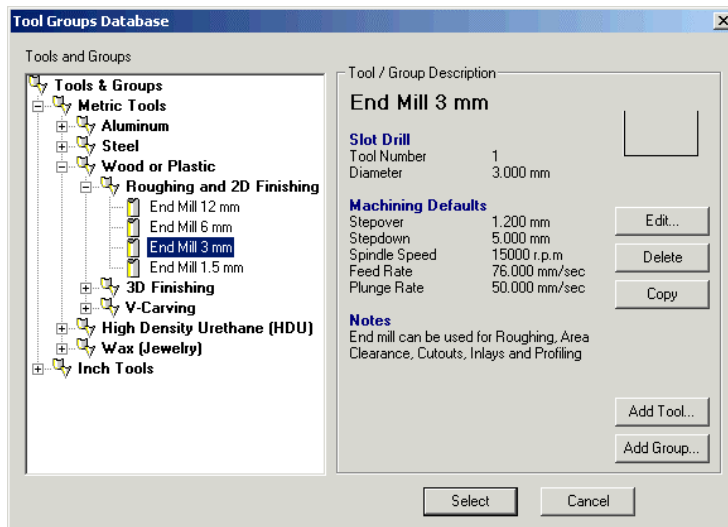 Tool Groups Database
Tools and Groups
Tools & Groups
Metric Tools
Aluminum
Steel
Wood or Plastic
Roughing and 2D Finishing
End Mill 12 mm
End Mill 6 mm
End Mill 3 mm
End Mill 1.5 mm
3D Finishing
V-Carving
High Density Urethane (HDU)
Wax (Jewelry)
Inch Tools
Tool / Group Description
End Mill 3 mm
Slot Drill
Tool Number 1
Diameter 3.000 mm
Machining Defaults
Stepover 1.200 mm
Stepdown 5.000 mm
Spindle Speed 15000 r.p.m
Feed Rate 76.000 mm/sec
Plunge Rate 50.000 mm/sec
Notes
End mill can be used for Roughing, Area
Clearance, Cutouts, Inlays and Profiling
Edit...
Delete
Copy
Add Tool...
Add Group...
Select
Cancel